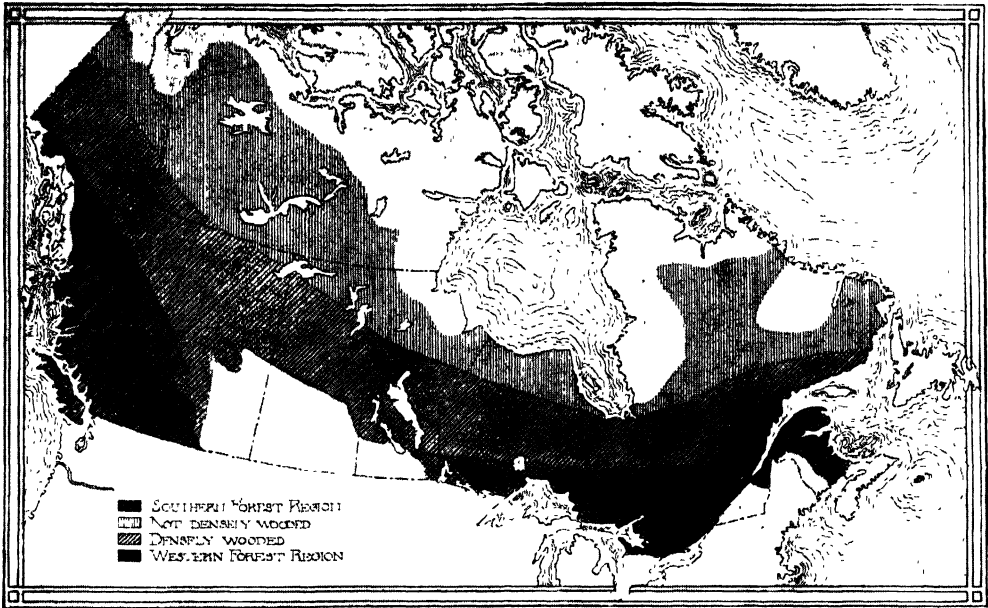 SOUTHERN FOREST REGION
NOT DENSELY WOODED
DENSELY WOODED
WESTERN FOREST REGION